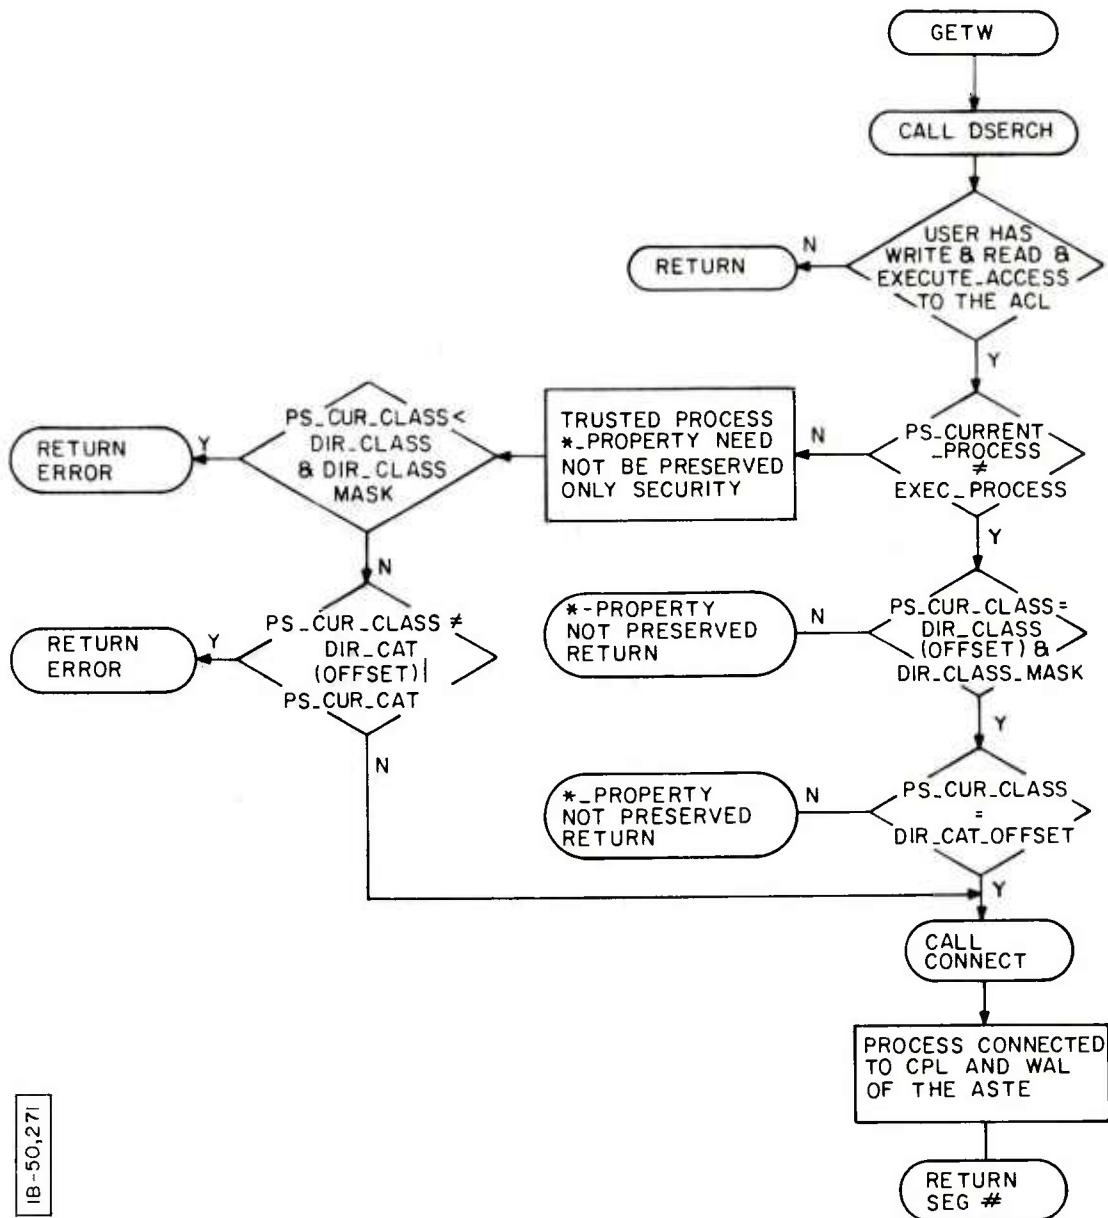 GETW
CALL DSERCH
USER HAS
WRITE & READ &
EXECUTE_ACCESS
TO THE ACL
N
RETURN
Y
PS_CURRENT
_PROCESS
≠
EXEC_PROCESS
N
TRUSTED PROCESS
*_PROPERTY NEED
NOT BE PRESERVED
ONLY SECURITY
PS_CUR_CLASS <
DIR_CLASS
& DIR_CLASS
MASK
Y
RETURN
ERROR
N
PS_CUR_CLASS ≠
DIR_CAT
(OFFSET)|
PS_CUR_CAT
Y
RETURN
ERROR
N
Y
PS_CUR_CLASS =
DIR_CLASS
(OFFSET) &
DIR_CLASS_MASK
N
*-PROPERTY
NOT PRESERVED
RETURN
Y
PS_CUR_CLASS
=
DIR_CAT_OFFSET
N
*_PROPERTY
NOT PRESERVED
RETURN
Y
CALL
CONNECT
PROCESS CONNECTED
TO CPL AND WAL
OF THE ASTE
RETURN
SEG #
IB-50,271